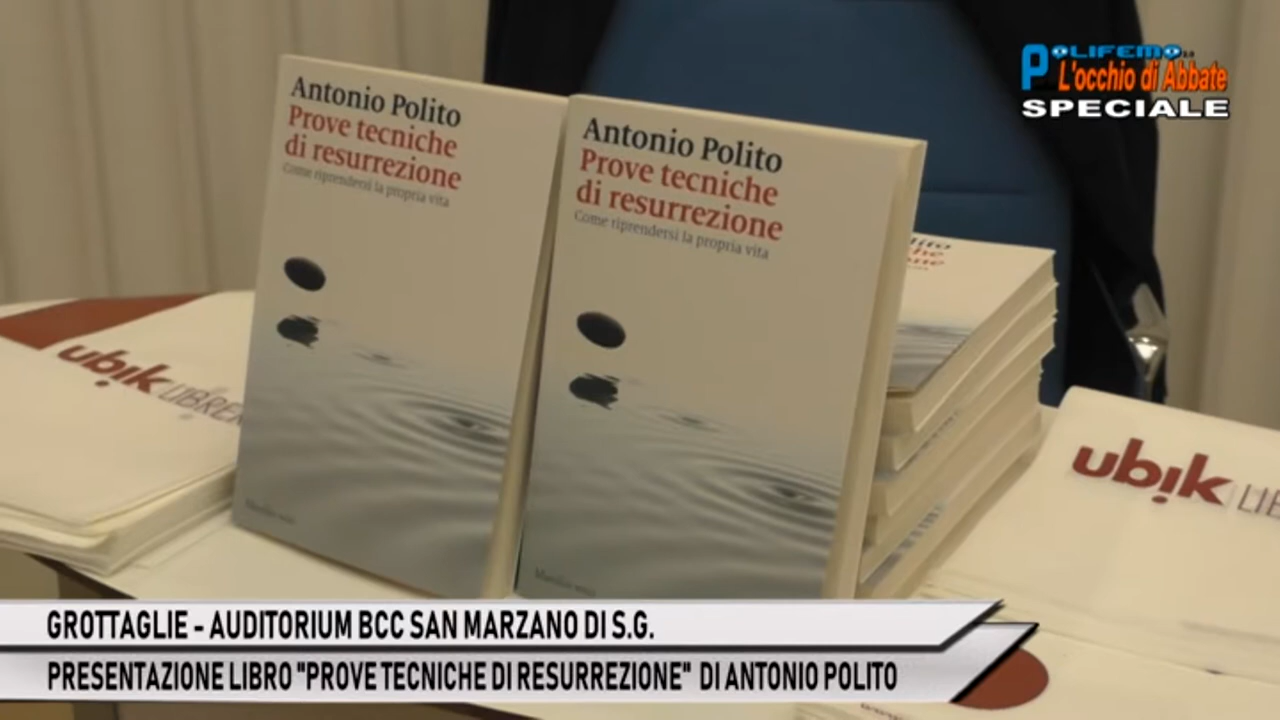 POLIFEMO
L'occhio di Abbate
SPECIALE
Antonio Polito
Prove tecniche
di resurrezione
Come riprendersi la propria vita
Antonio Polito
Prove tecniche
di resurrezione
Come riprendersi la propria vita
ubik
ubik
GROTTAGLIE – AUDITORIUM BCC SAN MARZANO DI S.G.
PRESENTAZIONE LIBRO "PROVE TECNICHE DI RESURREZIONE" DI ANTONIO POLITO